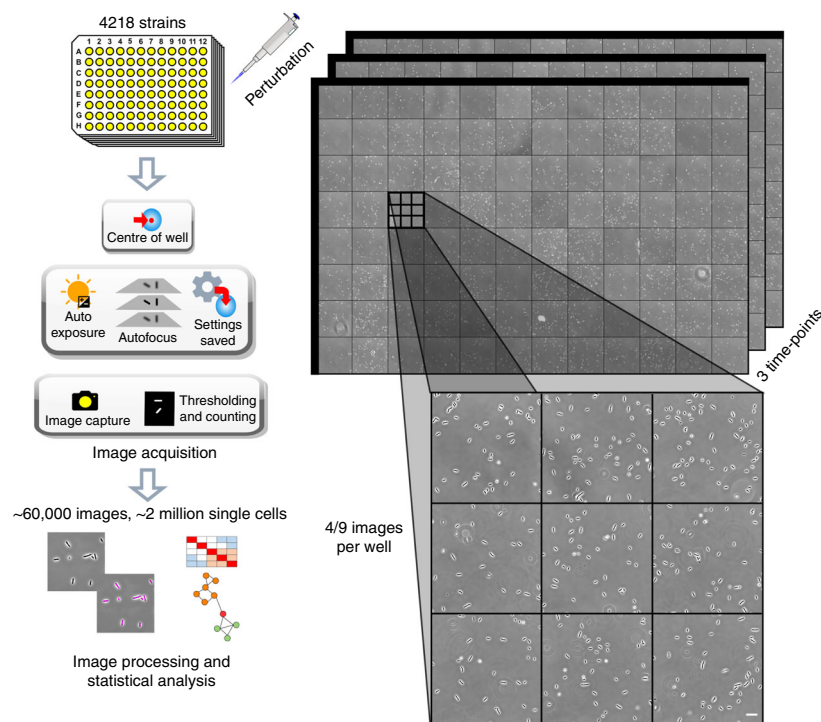 4218 strains
1 2 3 4 5 6 7 8 9 10 11 12
A
B
C
D
E
F
G
H
Perturbation
Centre of well
Auto
exposure
Autofocus
Settings
saved
Image capture
Thresholding
and counting
Image acquisition
~60,000 images, ~2 million single cells
Image processing and
statistical analysis
3 time-points
4/9 images
per well